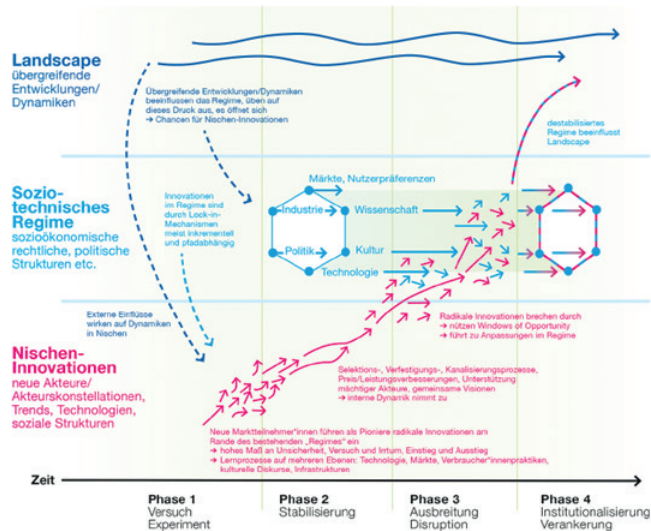 Landscape
übergreifende
Entwicklungen/
Dynamiken
Übergreifende Entwicklungen/Dynamiken
beeinflussen das Regime, üben auf
dieses Druck aus, es öffnet sich
→ Chancen für Nischen-Innovationen
destabilisiertes
Regime beeinflusst
Landscape
Sozio-
technisches
Regime
sozioökonomische
rechtliche, politische
Strukturen etc.
Innovationen
im Regime sind
durch Lock-in-
Mechanismen
meist inkrementell
und pfadabhängig
Märkte, Nutzerpräferenzen
Industrie
Wissenschaft
Politik
Kultur
Technologie
Externe Einflüsse
wirken auf Dynamiken
in Nischen
Radikale Innovationen brechen durch
→ nützen Windows of Opportunity
→ führt zu Anpassungen im Regime
Nischen-
Innovationen
neue Akteure/
Akteurskonstellationen,
Trends, Technologien,
soziale Strukturen
Selektions-, Verfestigungs-, Kanalisierungsprozesse,
Preis/Leistungsverbesserungen, Unterstützung
mächtiger Akteure, gemeinsame Visionen
→ interne Dynamik nimmt zu
Neue Marktteilnehmer*innen führen als Pioniere radikale Innovationen am
Rande des bestehenden „Regimes" ein
→ hohes Maß an Unsicherheit, Versuch und Irrtum, Einstieg und Ausstieg
→ Lernprozesse auf mehreren Ebenen: Technologie, Märkte, Verbraucher*innenpraktiken,
kulturelle Diskurse, Infrastrukturen
Zeit
Phase 1
Versuch
Experiment
Phase 2
Stabilisierung
Phase 3
Ausbreitung
Disruption
Phase 4
Institutionalisierung
Verankerung